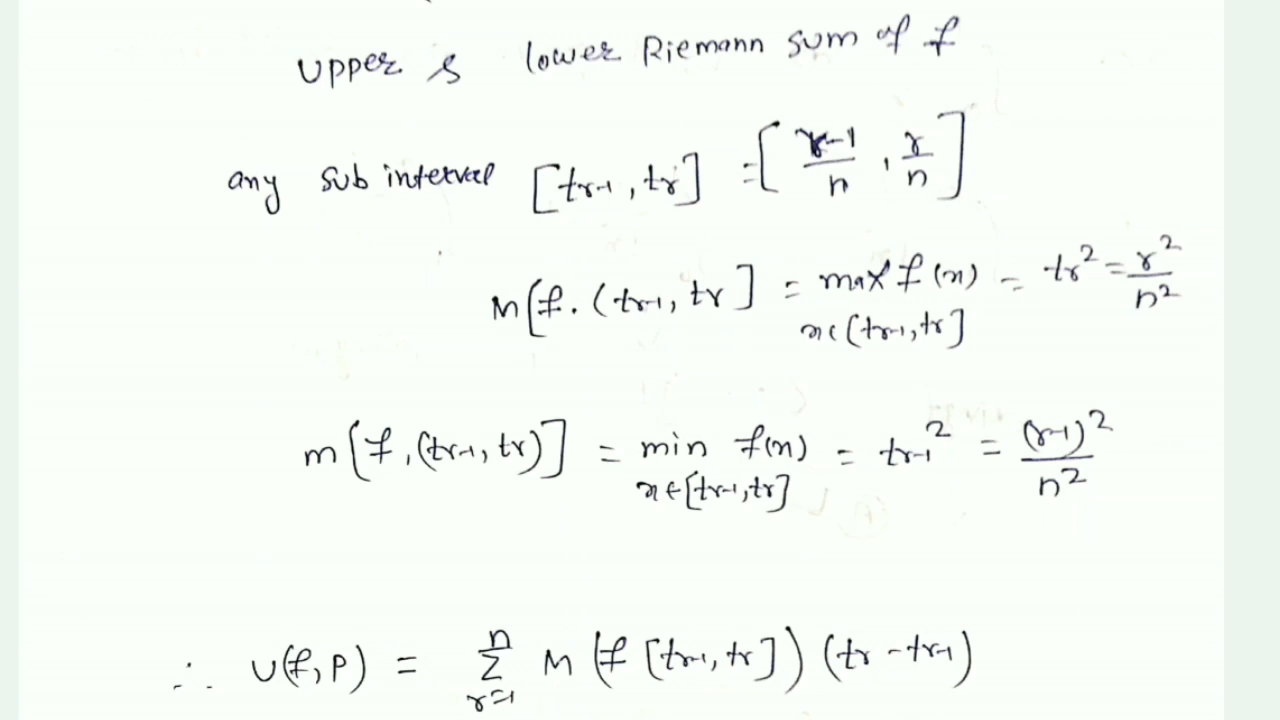 upper & lower Riemann sum of f
any sub interval [tr-1, tr] = [ r-1/n , r/n ]
M[f. (tr-1, tr] = max f(x) = tr² = r²/n²
x∈(tr-1, tr]
m[f, (tr-1, tr)] = min f(x) = tr-1² = (r-1)²/n²
x∈[tr-1, tr]
∴ U(f, P) = n Σ r=1 M (f [tr-1, tr]) (tr - tr-1)